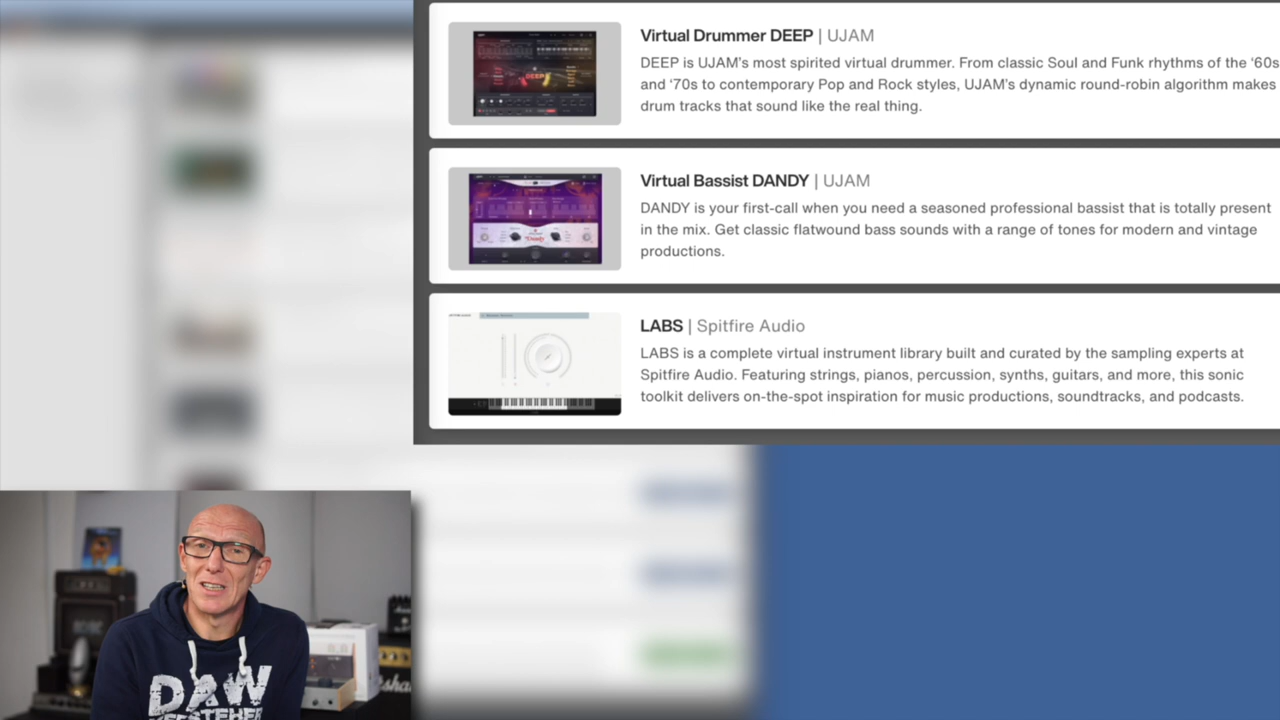 Virtual Drummer DEEP | UJAM
DEEP is UJAM's most spirited virtual drummer. From classic Soul and Funk rhythms of the '60s
and '70s to contemporary Pop and Rock styles, UJAM's dynamic round-robin algorithm makes
drum tracks that sound like the real thing.
DEEP
Virtual Bassist DANDY | UJAM
DANDY is your first-call when you need a seasoned professional bassist that is totally present
in the mix. Get classic flatwound bass sounds with a range of tones for modern and vintage
productions.
Dandy
LABS | Spitfire Audio
LABS is a complete virtual instrument library built and curated by the sampling experts at
Spitfire Audio. Featuring strings, pianos, percussion, synths, guitars, and more, this sonic
toolkit delivers on-the-spot inspiration for music productions, soundtracks, and podcasts.
DAW